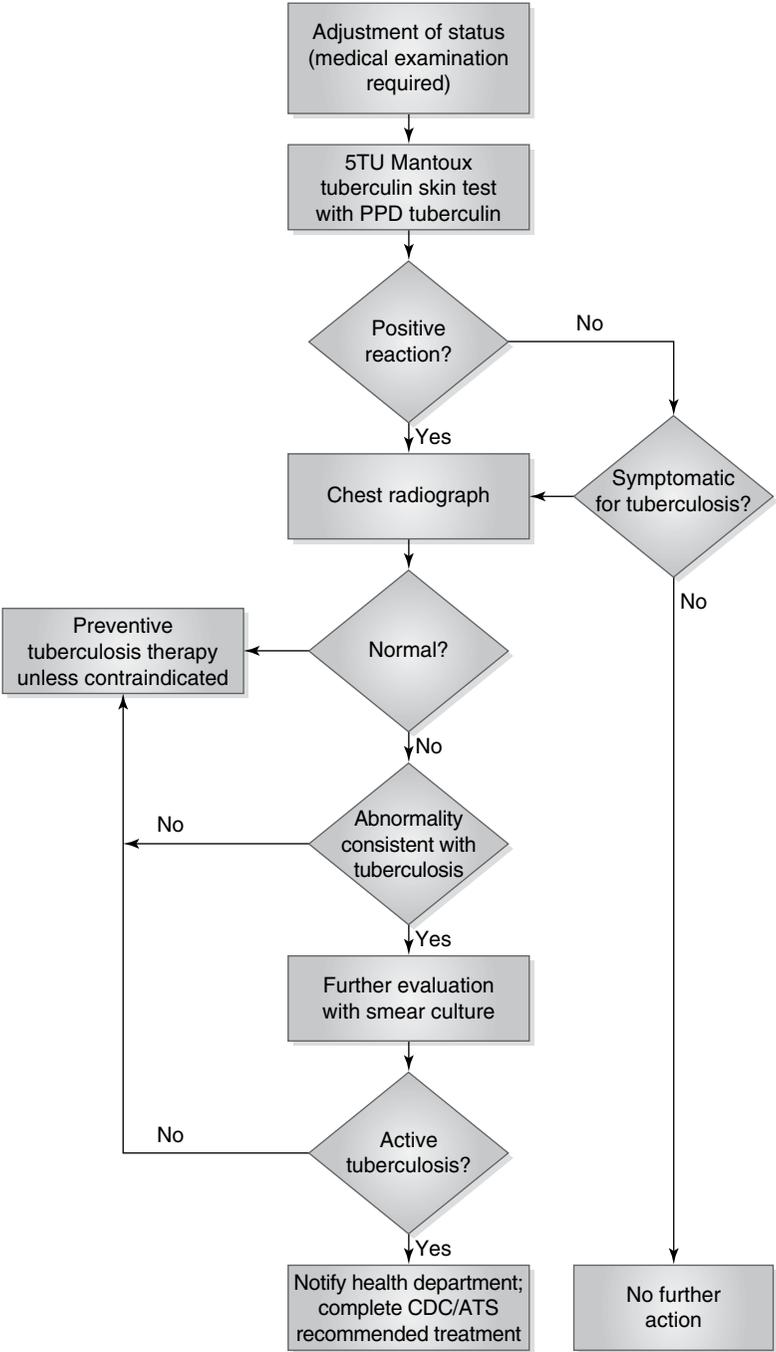 Adjustment of status
(medical examination
required)
5TU Mantoux
tuberculin skin test
with PPD tuberculin
Positive
reaction?
No
Yes
Chest radiograph
Symptomatic
for tuberculosis?
No
Preventive
tuberculosis therapy
unless contraindicated
Normal?
No
Abnormality
consistent with
tuberculosis
No
Yes
Further evaluation
with smear culture
Active
tuberculosis?
No
Yes
Notify health department;
complete CDC/ATS
recommended treatment
No further
action